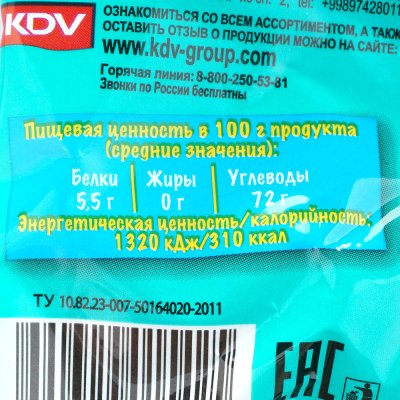 KDV
ОЗНАКОМИТЬСЯ СО ВСЕМ АССОРТИМЕНТОМ, А ТАКЖ
ОСТАВИТЬ ОТЗЫВ О ПРОДУКЦИИ МОЖНО НА САЙТЕ:
www.kdv-group.com
Горячая линия: 8-800-250-53-81
Звонки по России бесплатны
Пищевая ценность в 100 г продукта
(средние значения):
Белки Жиры Углеводы
5,5 г 0 г 72 г
Энергетическая ценность/калорийность:
1320 кДж/310 ккал
ТУ 10.82.23-007-50164020-2011
EAC